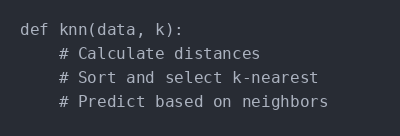 def knn(data, k):
    # Calculate distances
    # Sort and select k-nearest
    # Predict based on neighbors